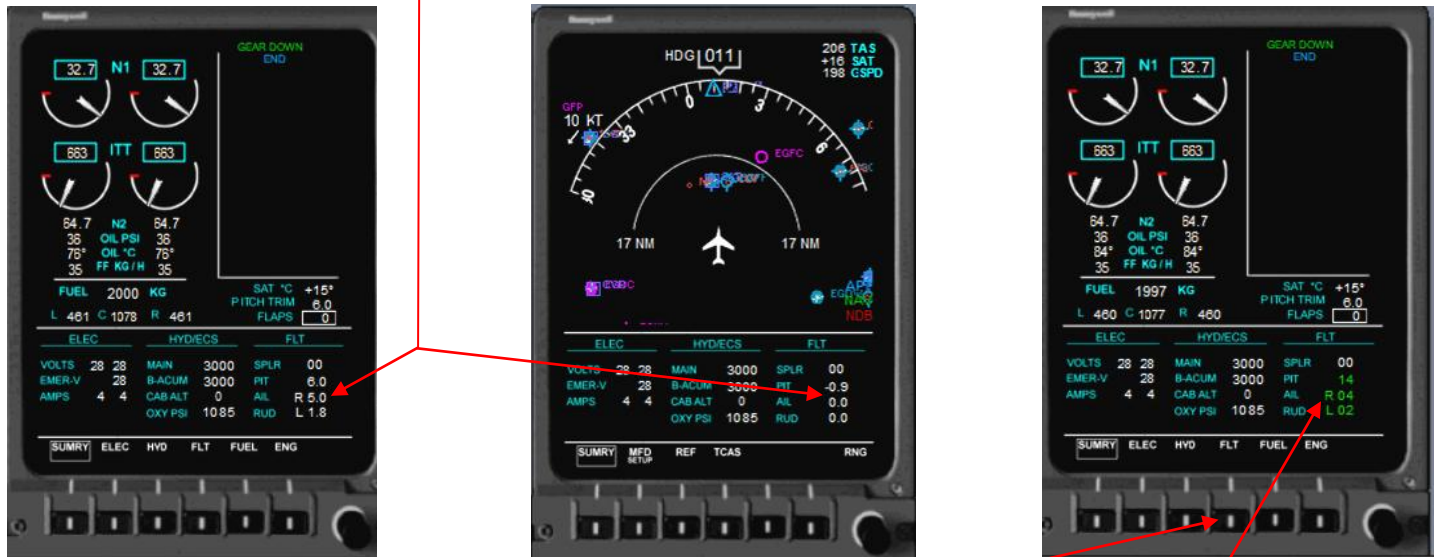 Honeywell
GEAR DOWN
END
32.7 N1 32.7
663 ITT 663
64.7 N2 64.7
36 OIL PSI 36
76° OIL °C 76°
35 FF KG/H 35
FUEL 2000 KG
L 461 C 1078 R 461
SAT °C +15°
PITCH TRIM 6.0
FLAPS 0
ELEC HYD/ECS FLT
VOLTS 28 28 MAIN 3000 SPLR 00
EMER-V 28 B-ACUM 3000 PIT 6.0
AMPS 4 4 CAB ALT 0 AIL R 5.0
OXY PSI 1085 RUD L 1.8
SUMRY ELEC HYD FLT FUEL ENG
Honeywell
HDG 011
206 TAS
+16 SAT
198 GSPD
GFP
10 KT
33 0 3 6
EGFC
17 NM 17 NM
NDB
ELEC HYD/ECS FLT
VOLTS 28 28 MAIN 3000 SPLR 00
EMER-V 28 B-ACUM 3000 PIT -0.9
AMPS 4 4 CAB ALT 0 AIL 0.0
OXY PSI 1085 RUD 0.0
SUMRY MFD SETUP REF TCAS RNG
Honeywell
GEAR DOWN
END
32.7 N1 32.7
663 ITT 663
64.7 N2 64.7
36 OIL PSI 36
84° OIL °C 84°
35 FF KG/H 35
FUEL 1997 KG
L 460 C 1077 R 460
SAT °C +15°
PITCH TRIM 6.0
FLAPS 0
ELEC HYD/ECS FLT
VOLTS 28 28 MAIN 3000 SPLR 00
EMER-V 28 B-ACUM 3000 PIT 14
AMPS 4 4 CAB ALT 0 AIL R 04
OXY PSI 1085 RUD L 02
SUMRY ELEC HYD FLT FUEL ENG